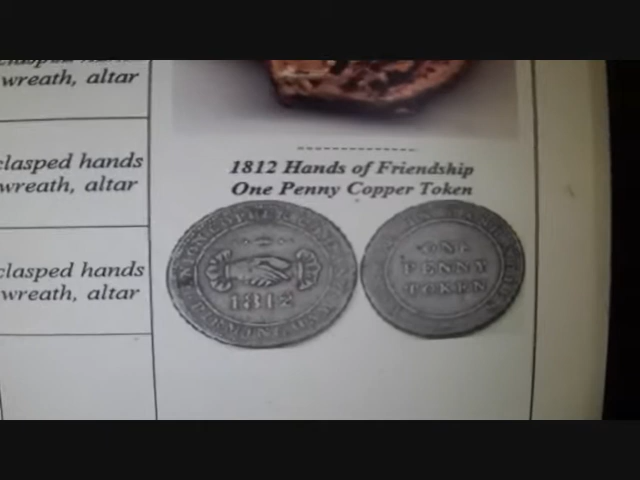 wreath, altar
clasped hands
wreath, altar
clasped hands
wreath, altar
1812 Hands of Friendship
One Penny Copper Token
1812
ONE
PENNY
TOKEN